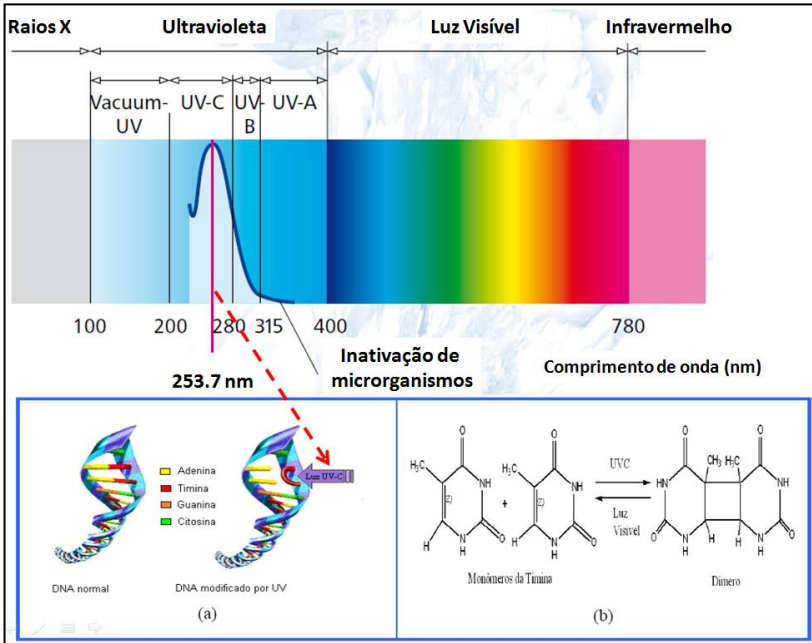 Raios X Ultravioleta Luz Visível Infravermelho
Vacuum-UV UV-C UV-B UV-A
100 200 280 315 400 780
253.7 nm
Inativação de
microrganismos
Comprimento de onda (nm)
Adenina
Timina
Guanina
Citosina
Luz UV-C
DNA normal
DNA modificado por UV
(a)
O
H₃C
NH
(Z)
H
N
H
O
+
O
H₃C
NH
(Z)
H
N
H
O
UVC
Luz
Visível
O
CH₃
H₃C
O
HN
NH
O
N
H
H
H
N
H
O
Monômeros da Timina
Dímero
(b)